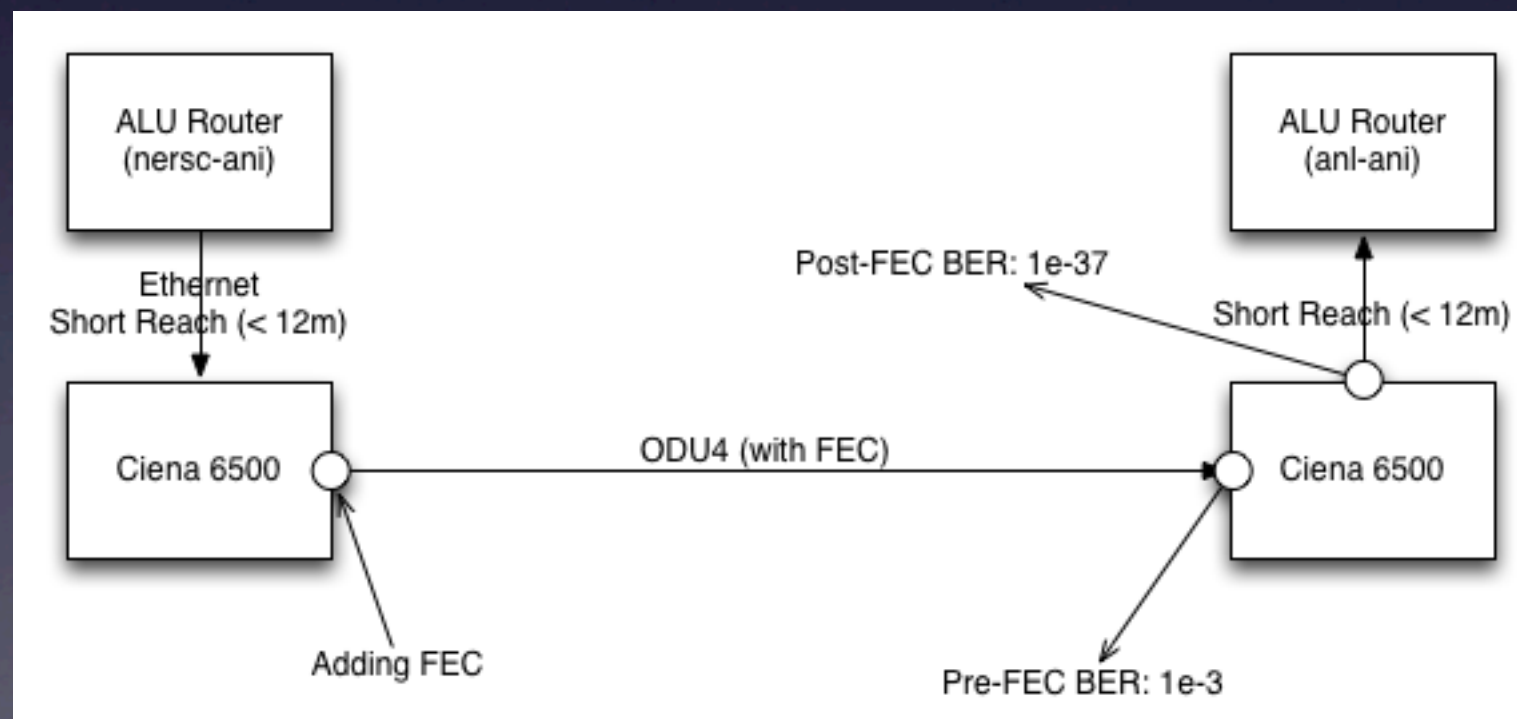 ALU Router
(nersc-ani)
ALU Router
(anl-ani)
Ethernet
Short Reach (< 12m)
Post-FEC BER: 1e-37
Short Reach (< 12m)
Ciena 6500
ODU4 (with FEC)
Ciena 6500
Adding FEC
Pre-FEC BER: 1e-3